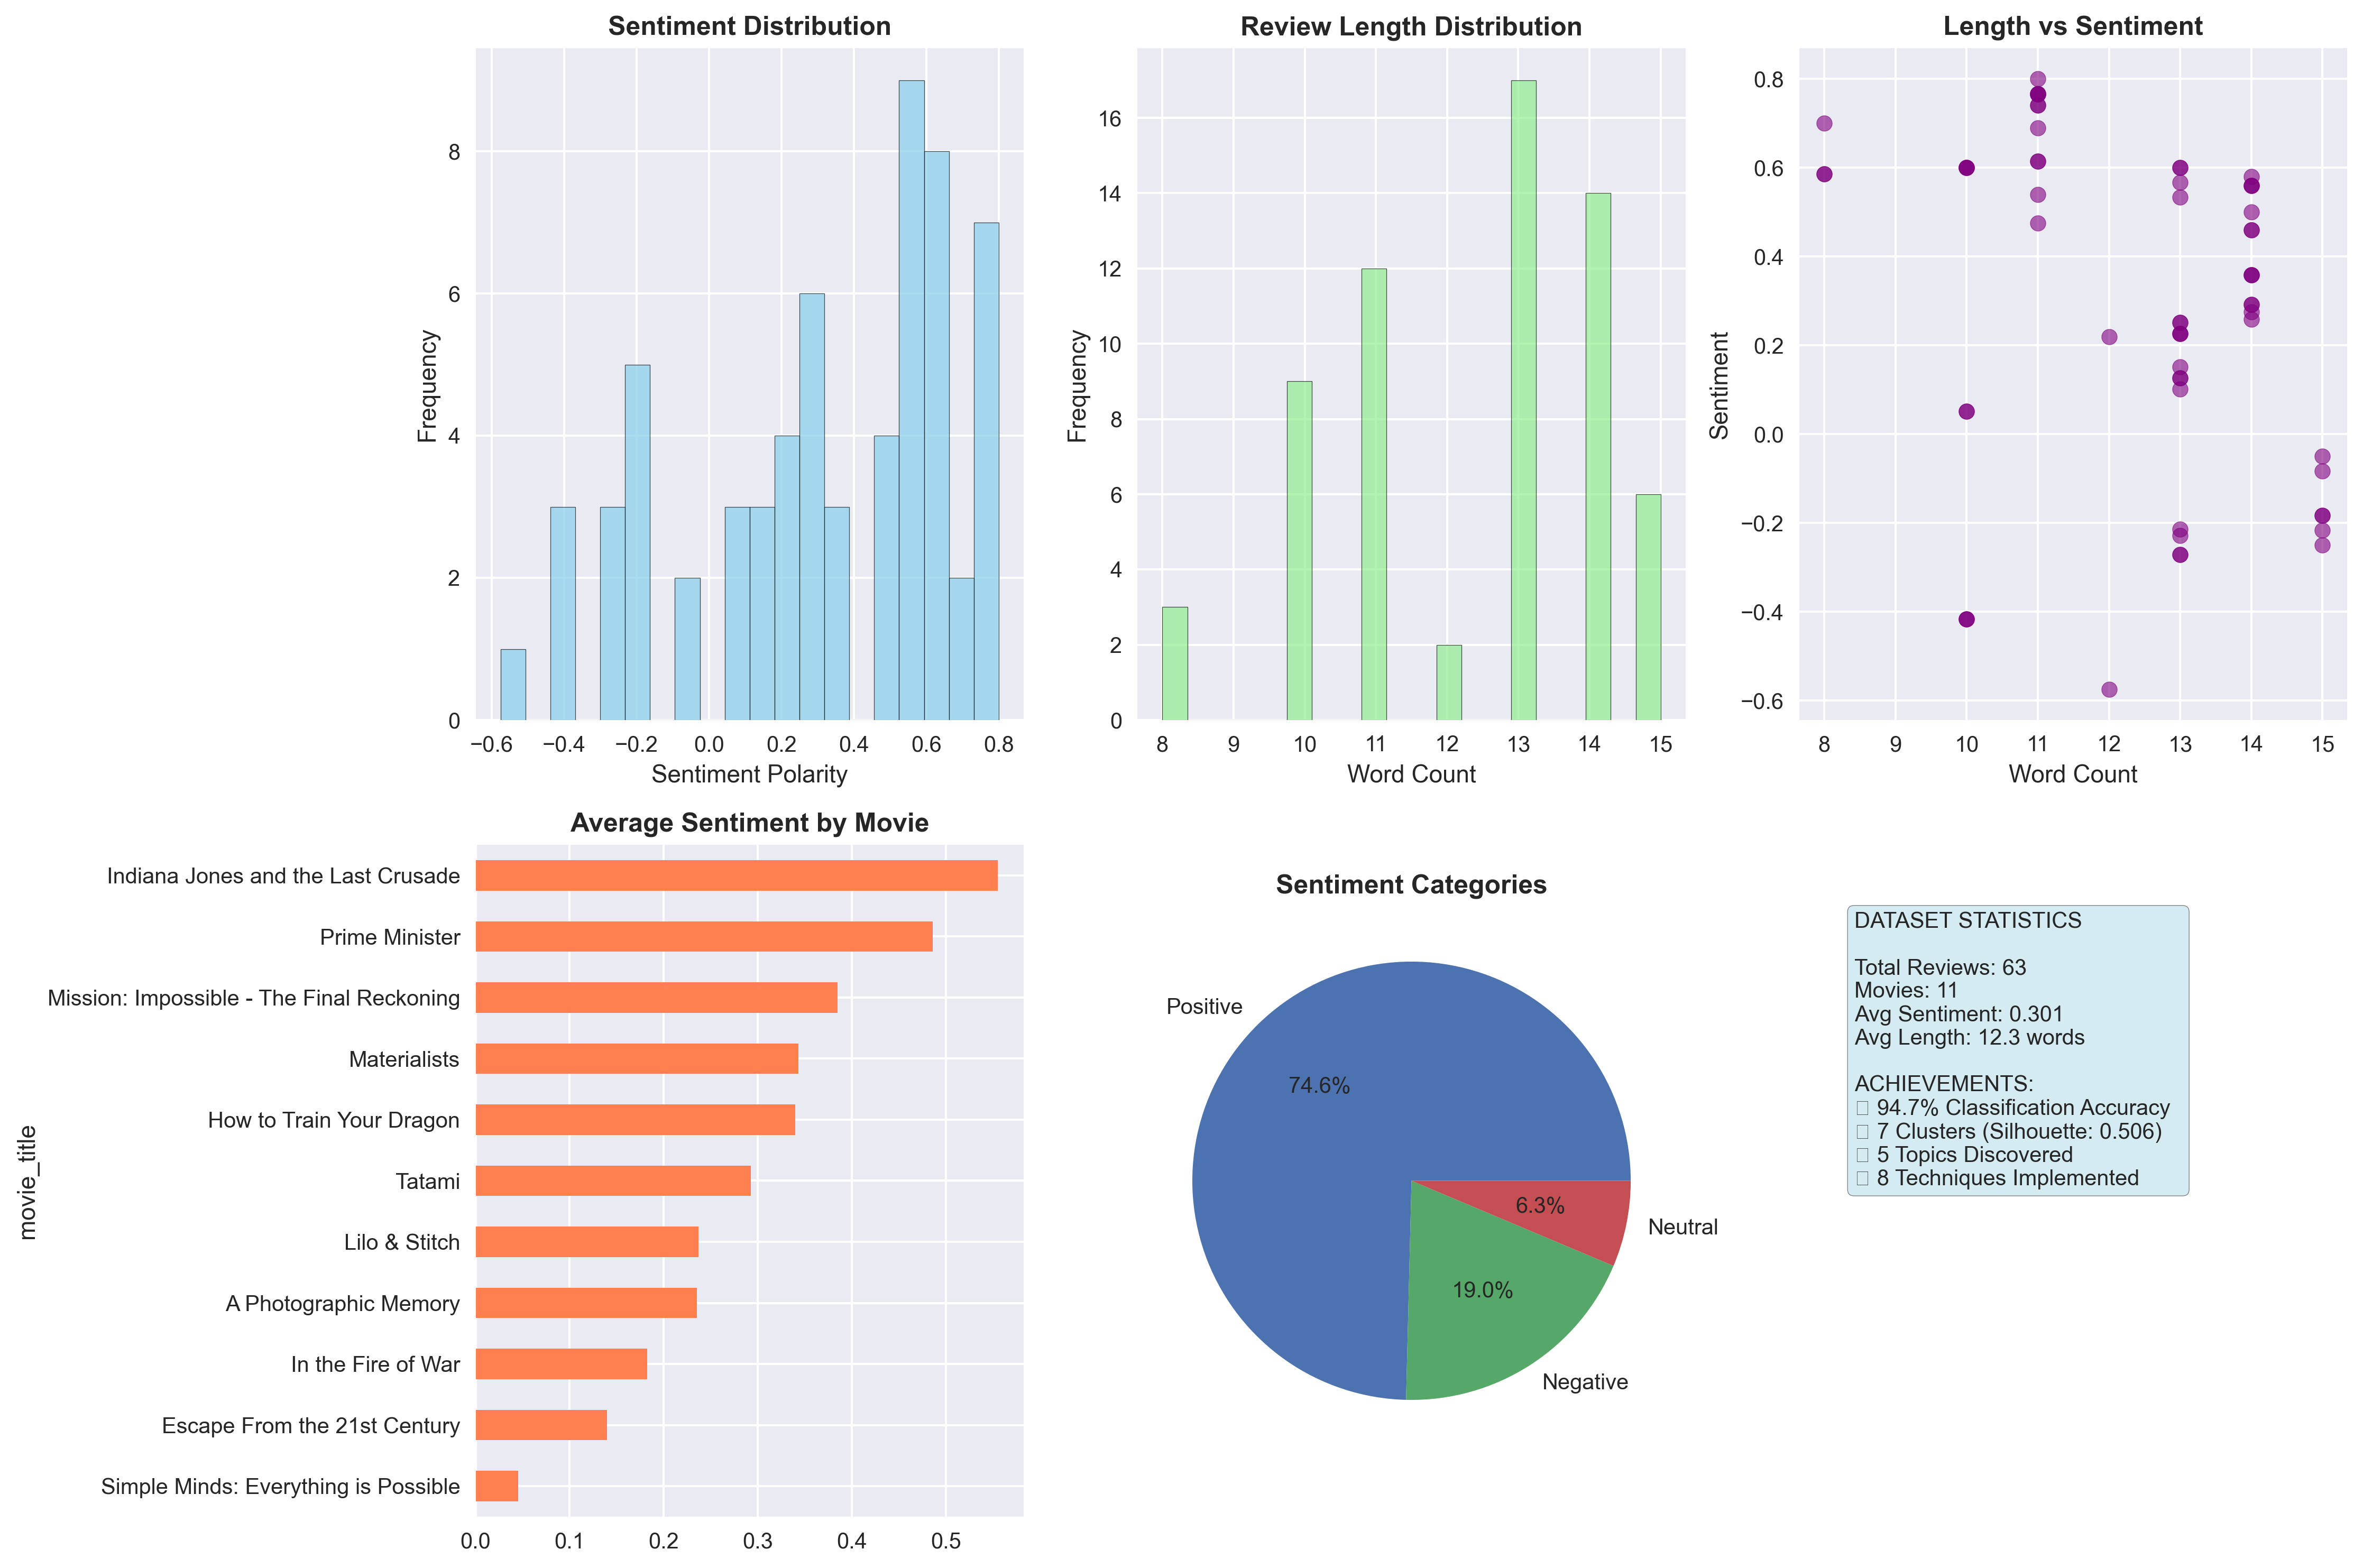 Sentiment Distribution
8
6
4
2
0
Frequency
−0.6 −0.4 −0.2 0.0 0.2 0.4 0.6 0.8
Sentiment Polarity
Review Length Distribution
16
14
12
10
8
6
4
2
0
Frequency
8 9 10 11 12 13 14 15
Word Count
Length vs Sentiment
0.8
0.6
0.4
0.2
0.0
−0.2
−0.4
−0.6
Sentiment
8 9 10 11 12 13 14 15
Word Count
Average Sentiment by Movie
movie_title
Indiana Jones and the Last Crusade
Prime Minister
Mission: Impossible - The Final Reckoning
Materialists
How to Train Your Dragon
Tatami
Lilo & Stitch
A Photographic Memory
In the Fire of War
Escape From the 21st Century
Simple Minds: Everything is Possible
0.0 0.1 0.2 0.3 0.4 0.5
Sentiment Categories
Positive
74.6%
6.3%
Neutral
19.0%
Negative
DATASET STATISTICS
Total Reviews: 63
Movies: 11
Avg Sentiment: 0.301
Avg Length: 12.3 words
ACHIEVEMENTS:
▯ 94.7% Classification Accuracy
▯ 7 Clusters (Silhouette: 0.506)
▯ 5 Topics Discovered
▯ 8 Techniques Implemented